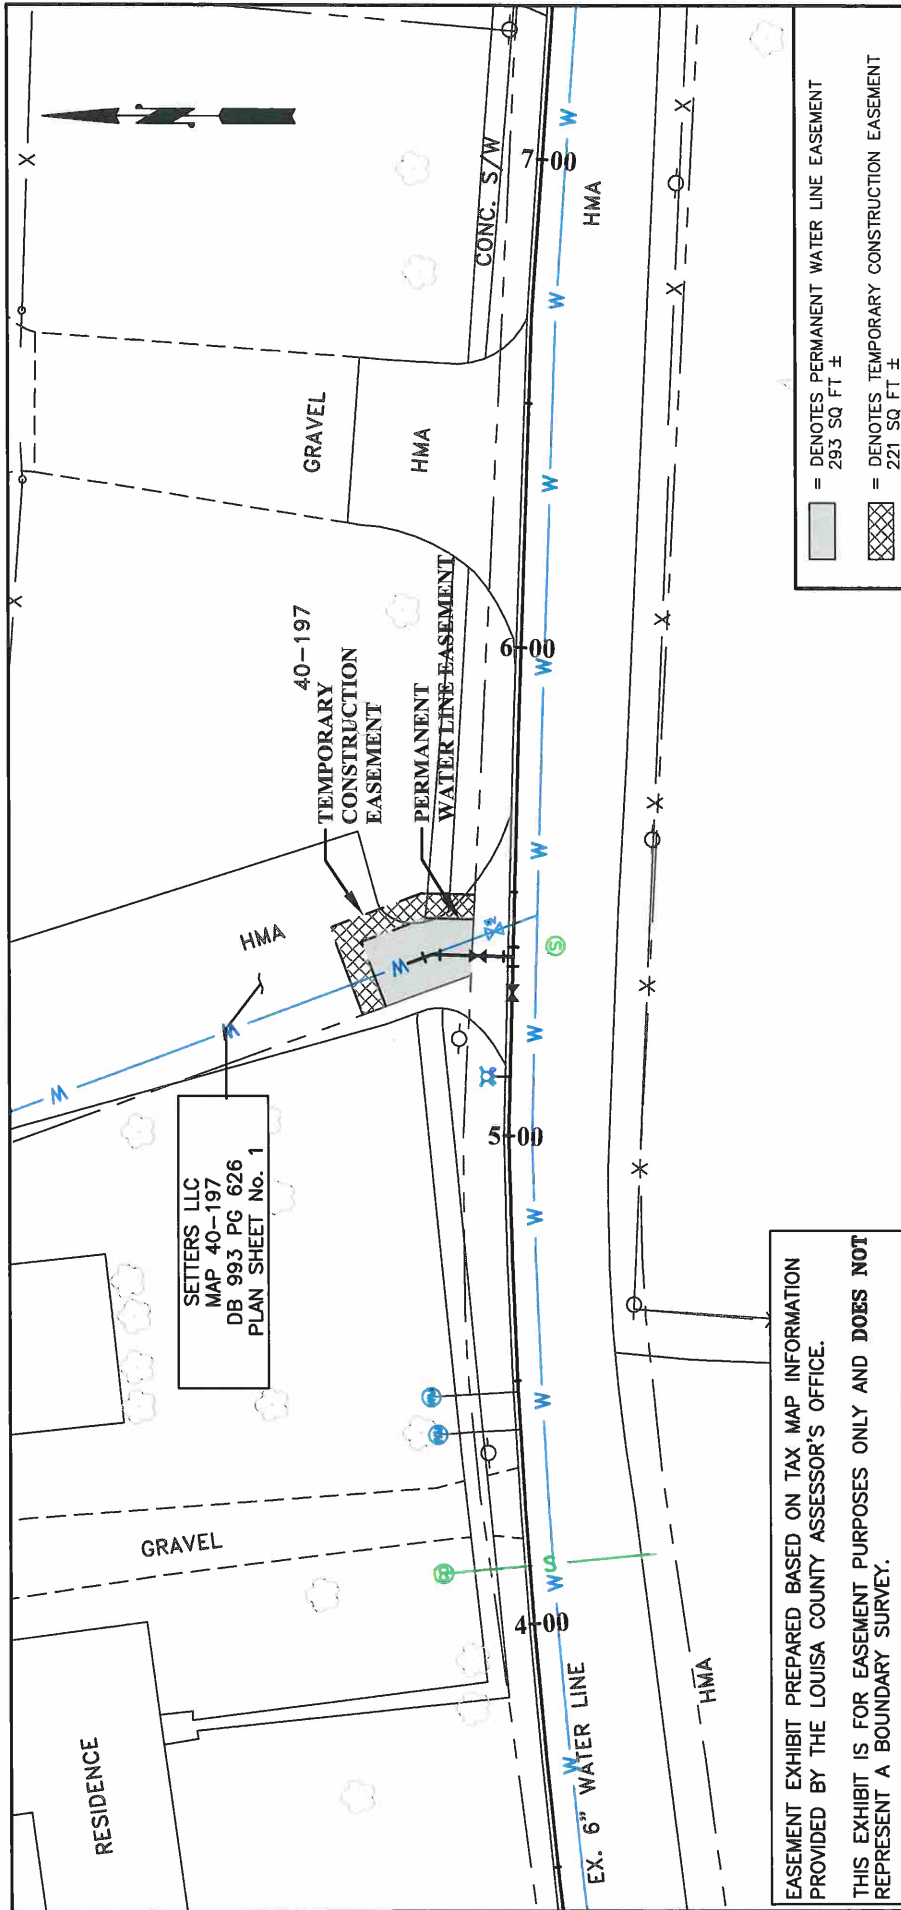 RESIDENCE
GRAVEL
SETTERS LLC
MAP 40-197
DB 993 PG 626
PLAN SHEET No. 1
W
W
W
HMA
40-197
TEMPORARY
CONSTRUCTION
EASEMENT
PERMANENT
WATER LINE EASEMENT
GRAVEL
HMA
CONC. S/W
X
X
4+00
5+00
6+00
7+00
EX. 6" WATER LINE
W
W
W
W
W
W
W
W
W
W
S
S
HMA
HMA
X
X
X
X
X
X
EASEMENT EXHIBIT PREPARED BASED ON TAX MAP INFORMATION
PROVIDED BY THE LOUISA COUNTY ASSESSOR'S OFFICE.
THIS EXHIBIT IS FOR EASEMENT PURPOSES ONLY AND DOES NOT
REPRESENT A BOUNDARY SURVEY.
= DENOTES PERMANENT WATER LINE EASEMENT
293 SQ FT ±
= DENOTES TEMPORARY CONSTRUCTION EASEMENT
221 SQ FT ±